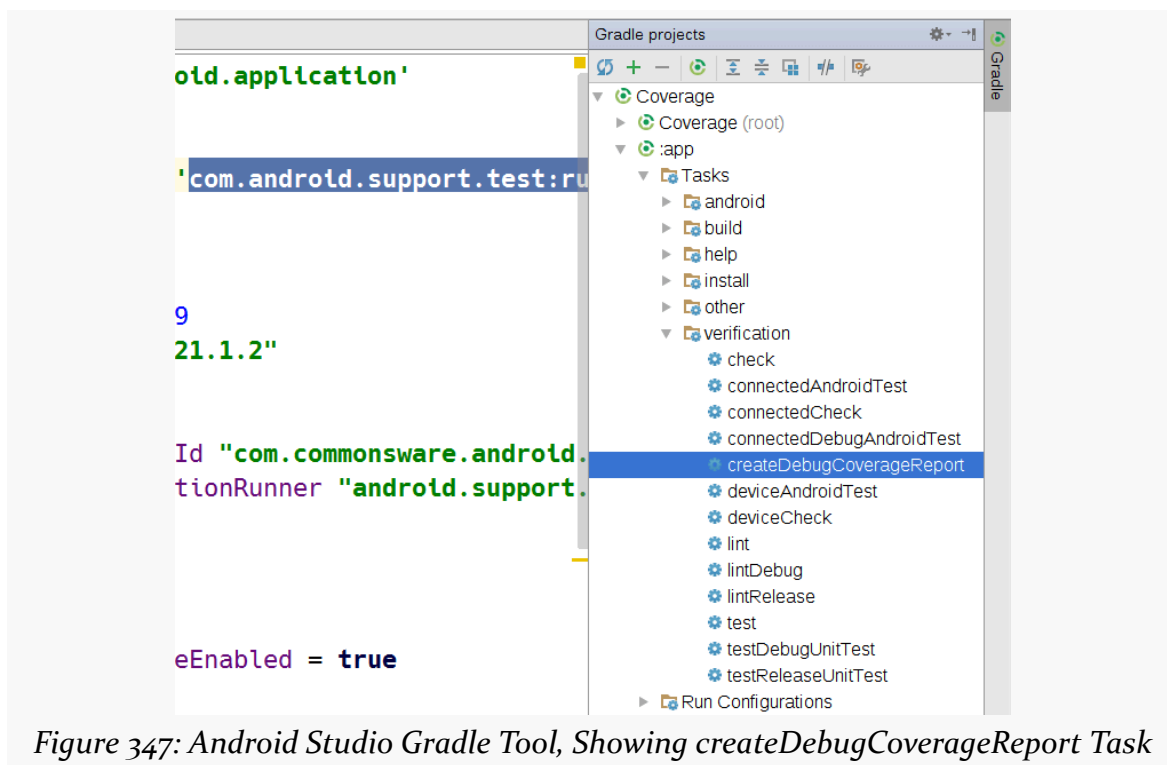 Gradle projects
Gradle
oid.application'
'com.android.support.test:ru
9
21.1.2"
Id "com.commonsware.android.
tionRunner "android.support.
eEnabled = true
Coverage
Coverage (root)
:app
Tasks
android
build
help
install
other
verification
check
connectedAndroidTest
connectedCheck
connectedDebugAndroidTest
createDebugCoverageReport
deviceAndroidTest
deviceCheck
lint
lintDebug
lintRelease
test
testDebugUnitTest
testReleaseUnitTest
Run Configurations
Figure 347: Android Studio Gradle Tool, Showing createDebugCoverageReport Task